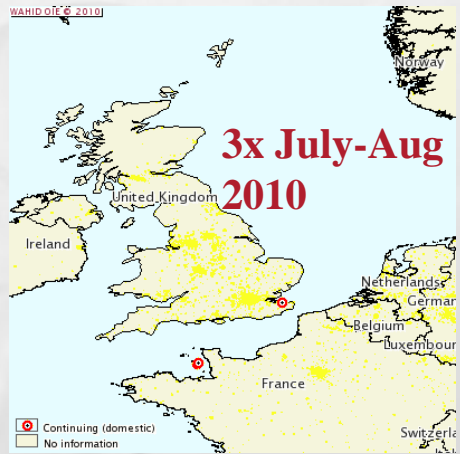 WAHID OIE © 2010
Norway
3x July-Aug
2010
United Kingdom
Ireland
Netherlands
German
Belgium
Luxembour
France
Switzerla
Continuing (domestic)
No information